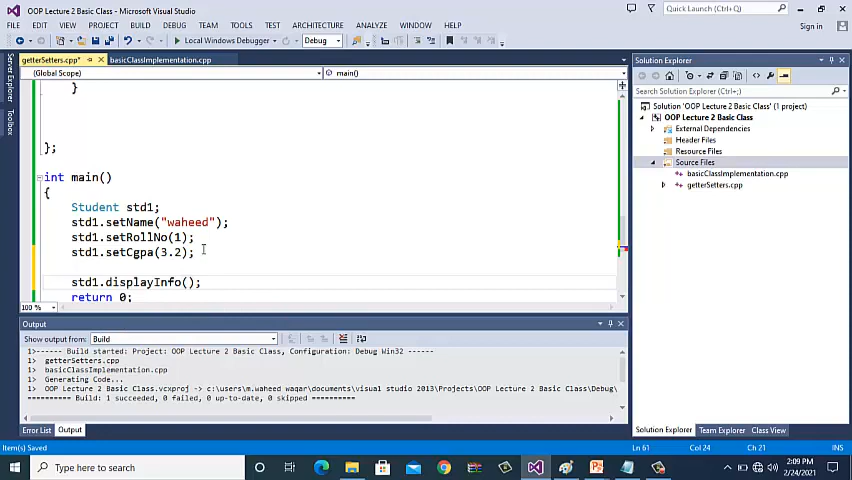 OOP Lecture 2 Basic Class - Microsoft Visual Studio
Quick Launch (Ctrl+Q)
FILE EDIT VIEW PROJECT BUILD DEBUG TEAM TOOLS TEST ARCHITECTURE ANALYZE WINDOW HELP
Sign in
Local Windows Debugger
Debug
Server Explorer
Toolbox
getterSetters.cpp*
basicClassImplementation.cpp
(Global Scope)
main()
}
};
int main()
{
Student std1;
std1.setName("waheed");
std1.setRollNo(1);
std1.setCgpa(3.2);
std1.displayInfo();
return 0;
100 %
Output
Show output from: Build
1>------ Build started: Project: OOP Lecture 2 Basic Class, Configuration: Debug Win32 ------
1> getterSetters.cpp
1> basicClassImplementation.cpp
1> Generating Code...
1> OOP Lecture 2 Basic Class.vcxproj -> c:\users\m.waheed waqar\documents\visual studio 2013\Projects\OOP Lecture 2 Basic Class\Debug\
========== Build: 1 succeeded, 0 failed, 0 up-to-date, 0 skipped ==========
Error List Output
Solution Explorer
Search Solution Explorer (Ctrl+;)
Solution 'OOP Lecture 2 Basic Class' (1 project)
OOP Lecture 2 Basic Class
External Dependencies
Header Files
Resource Files
Source Files
basicClassImplementation.cpp
getterSetters.cpp
Solution Explorer Team Explorer Class View
Item(s) Saved
Ln 61 Col 24 Ch 21 INS
Type here to search
2:09 PM
2/24/2021